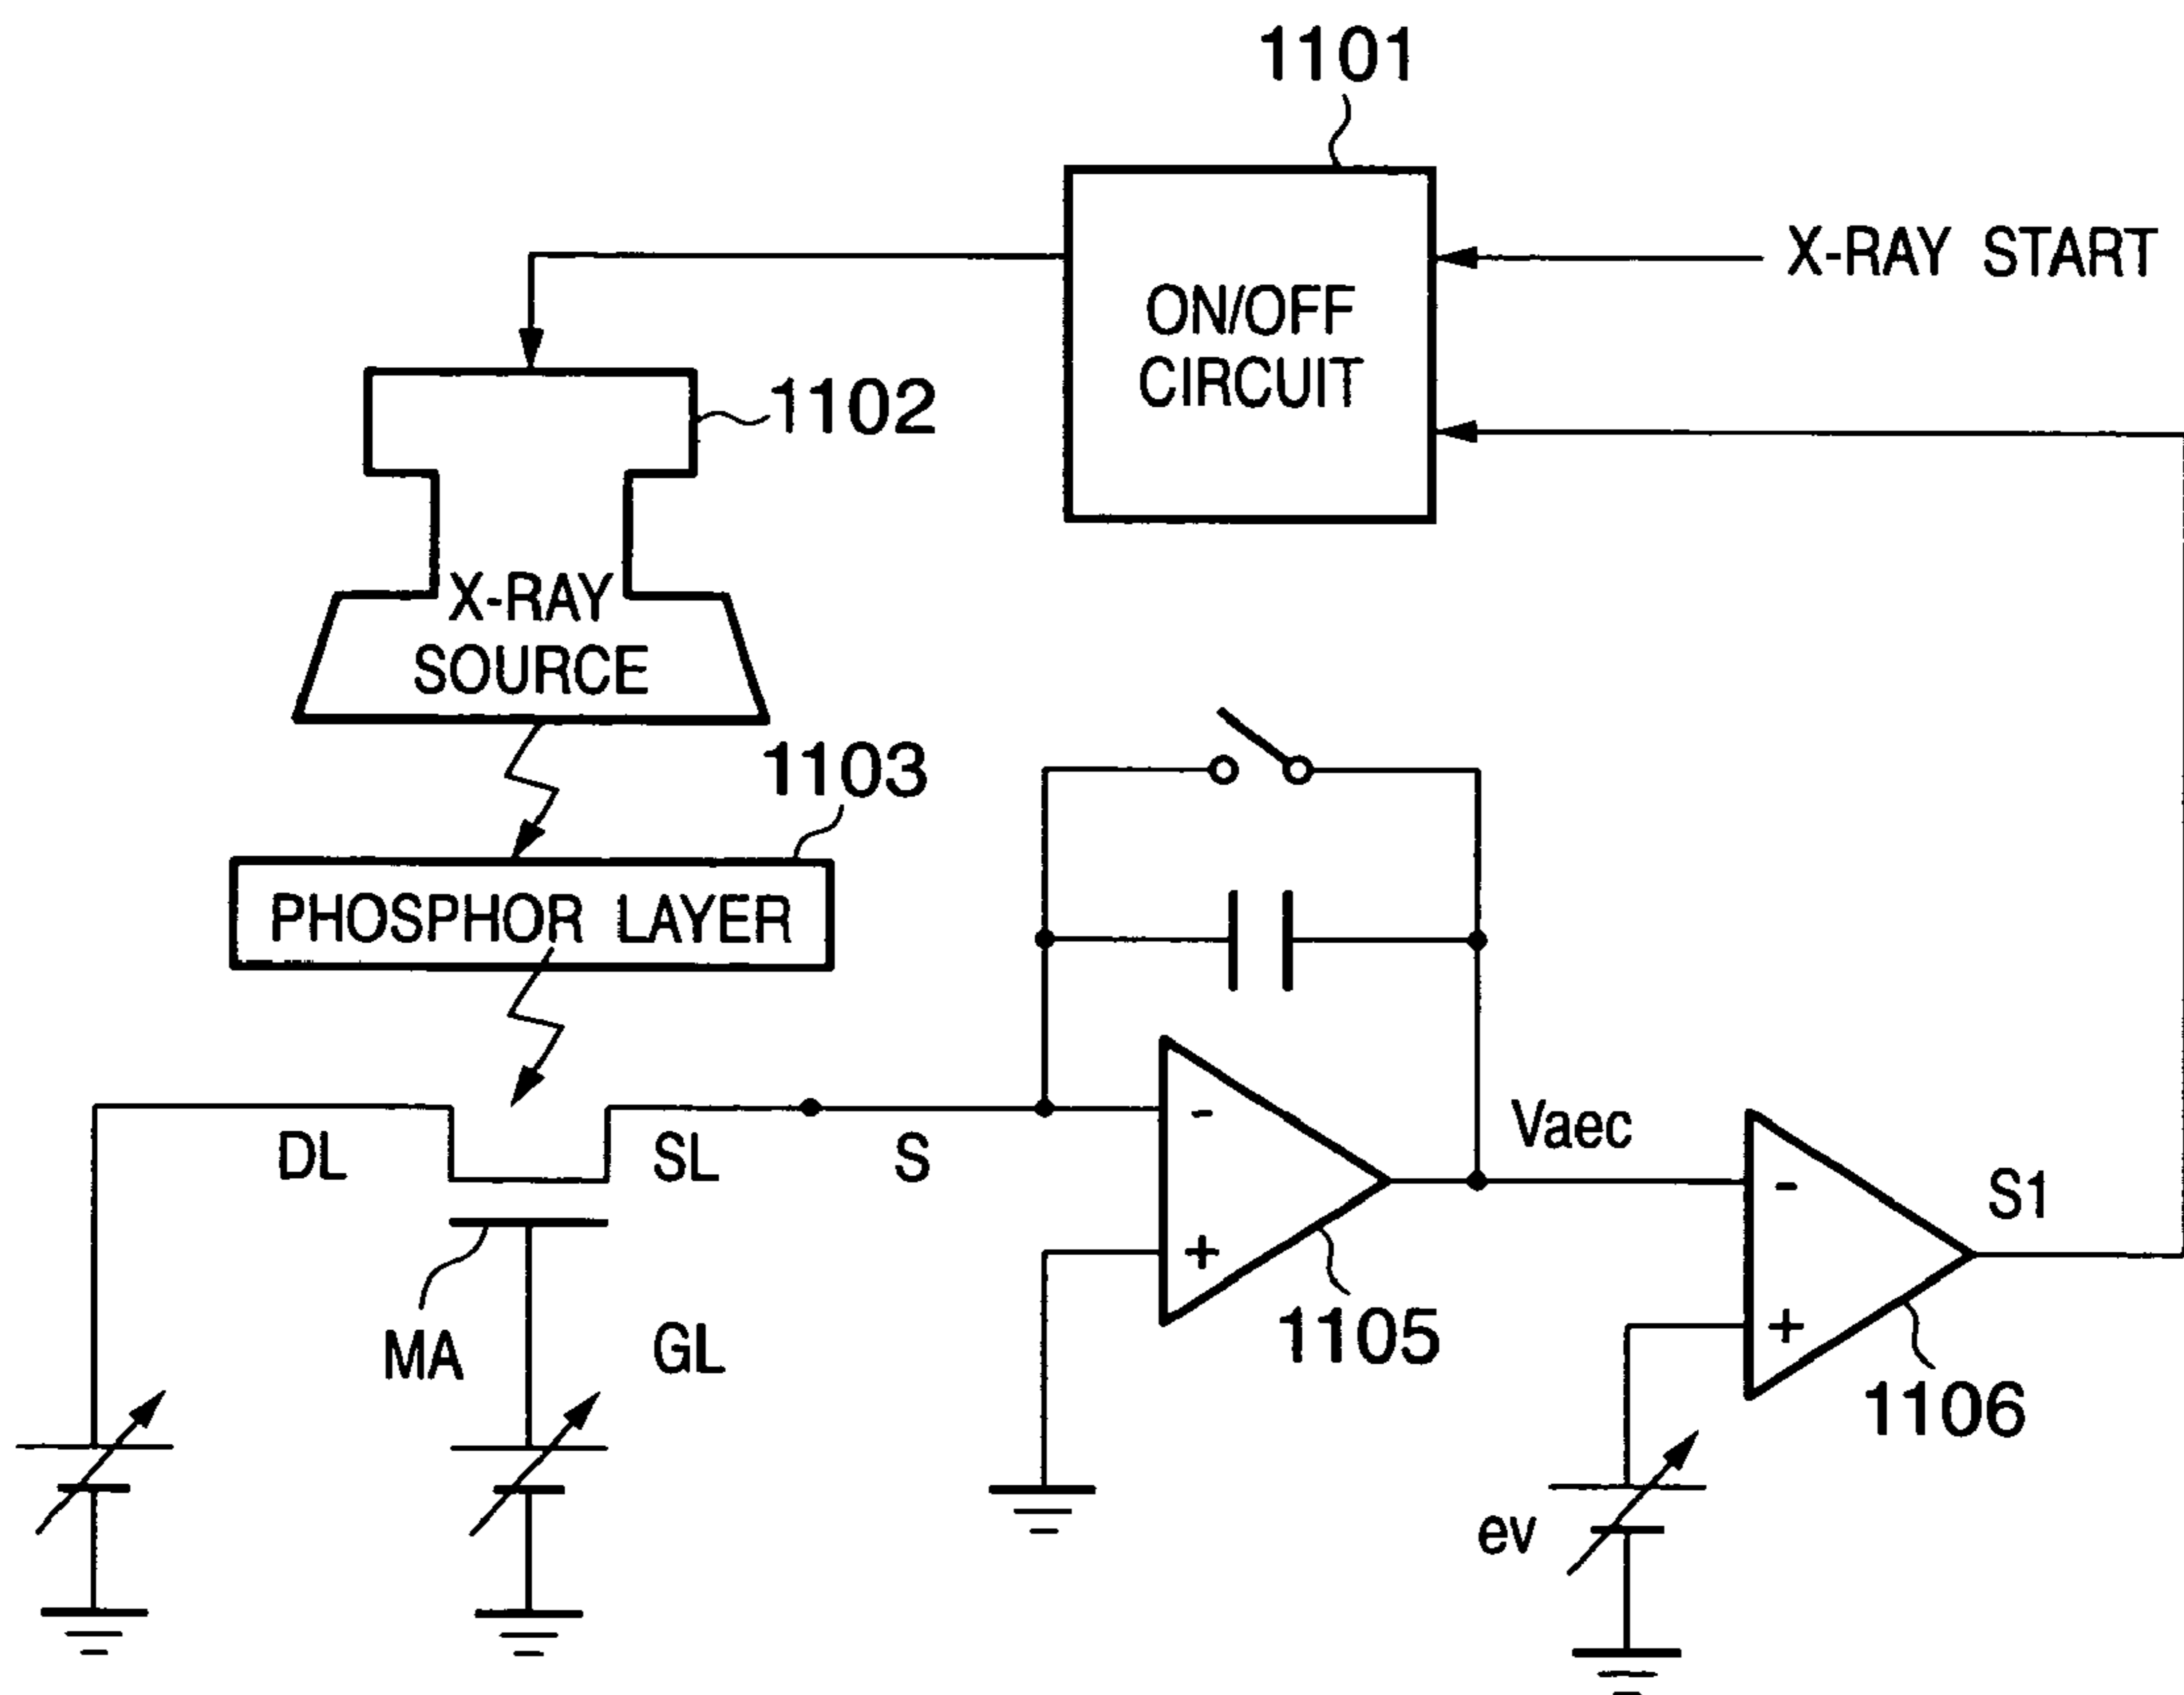 1101
X-RAY START
ON/OFF
CIRCUIT
1102
X-RAY
SOURCE
1103
PHOSPHOR LAYER
DL
SL
S
-
+
Vaec
-
+
S1
MA
GL
1105
1106
ev